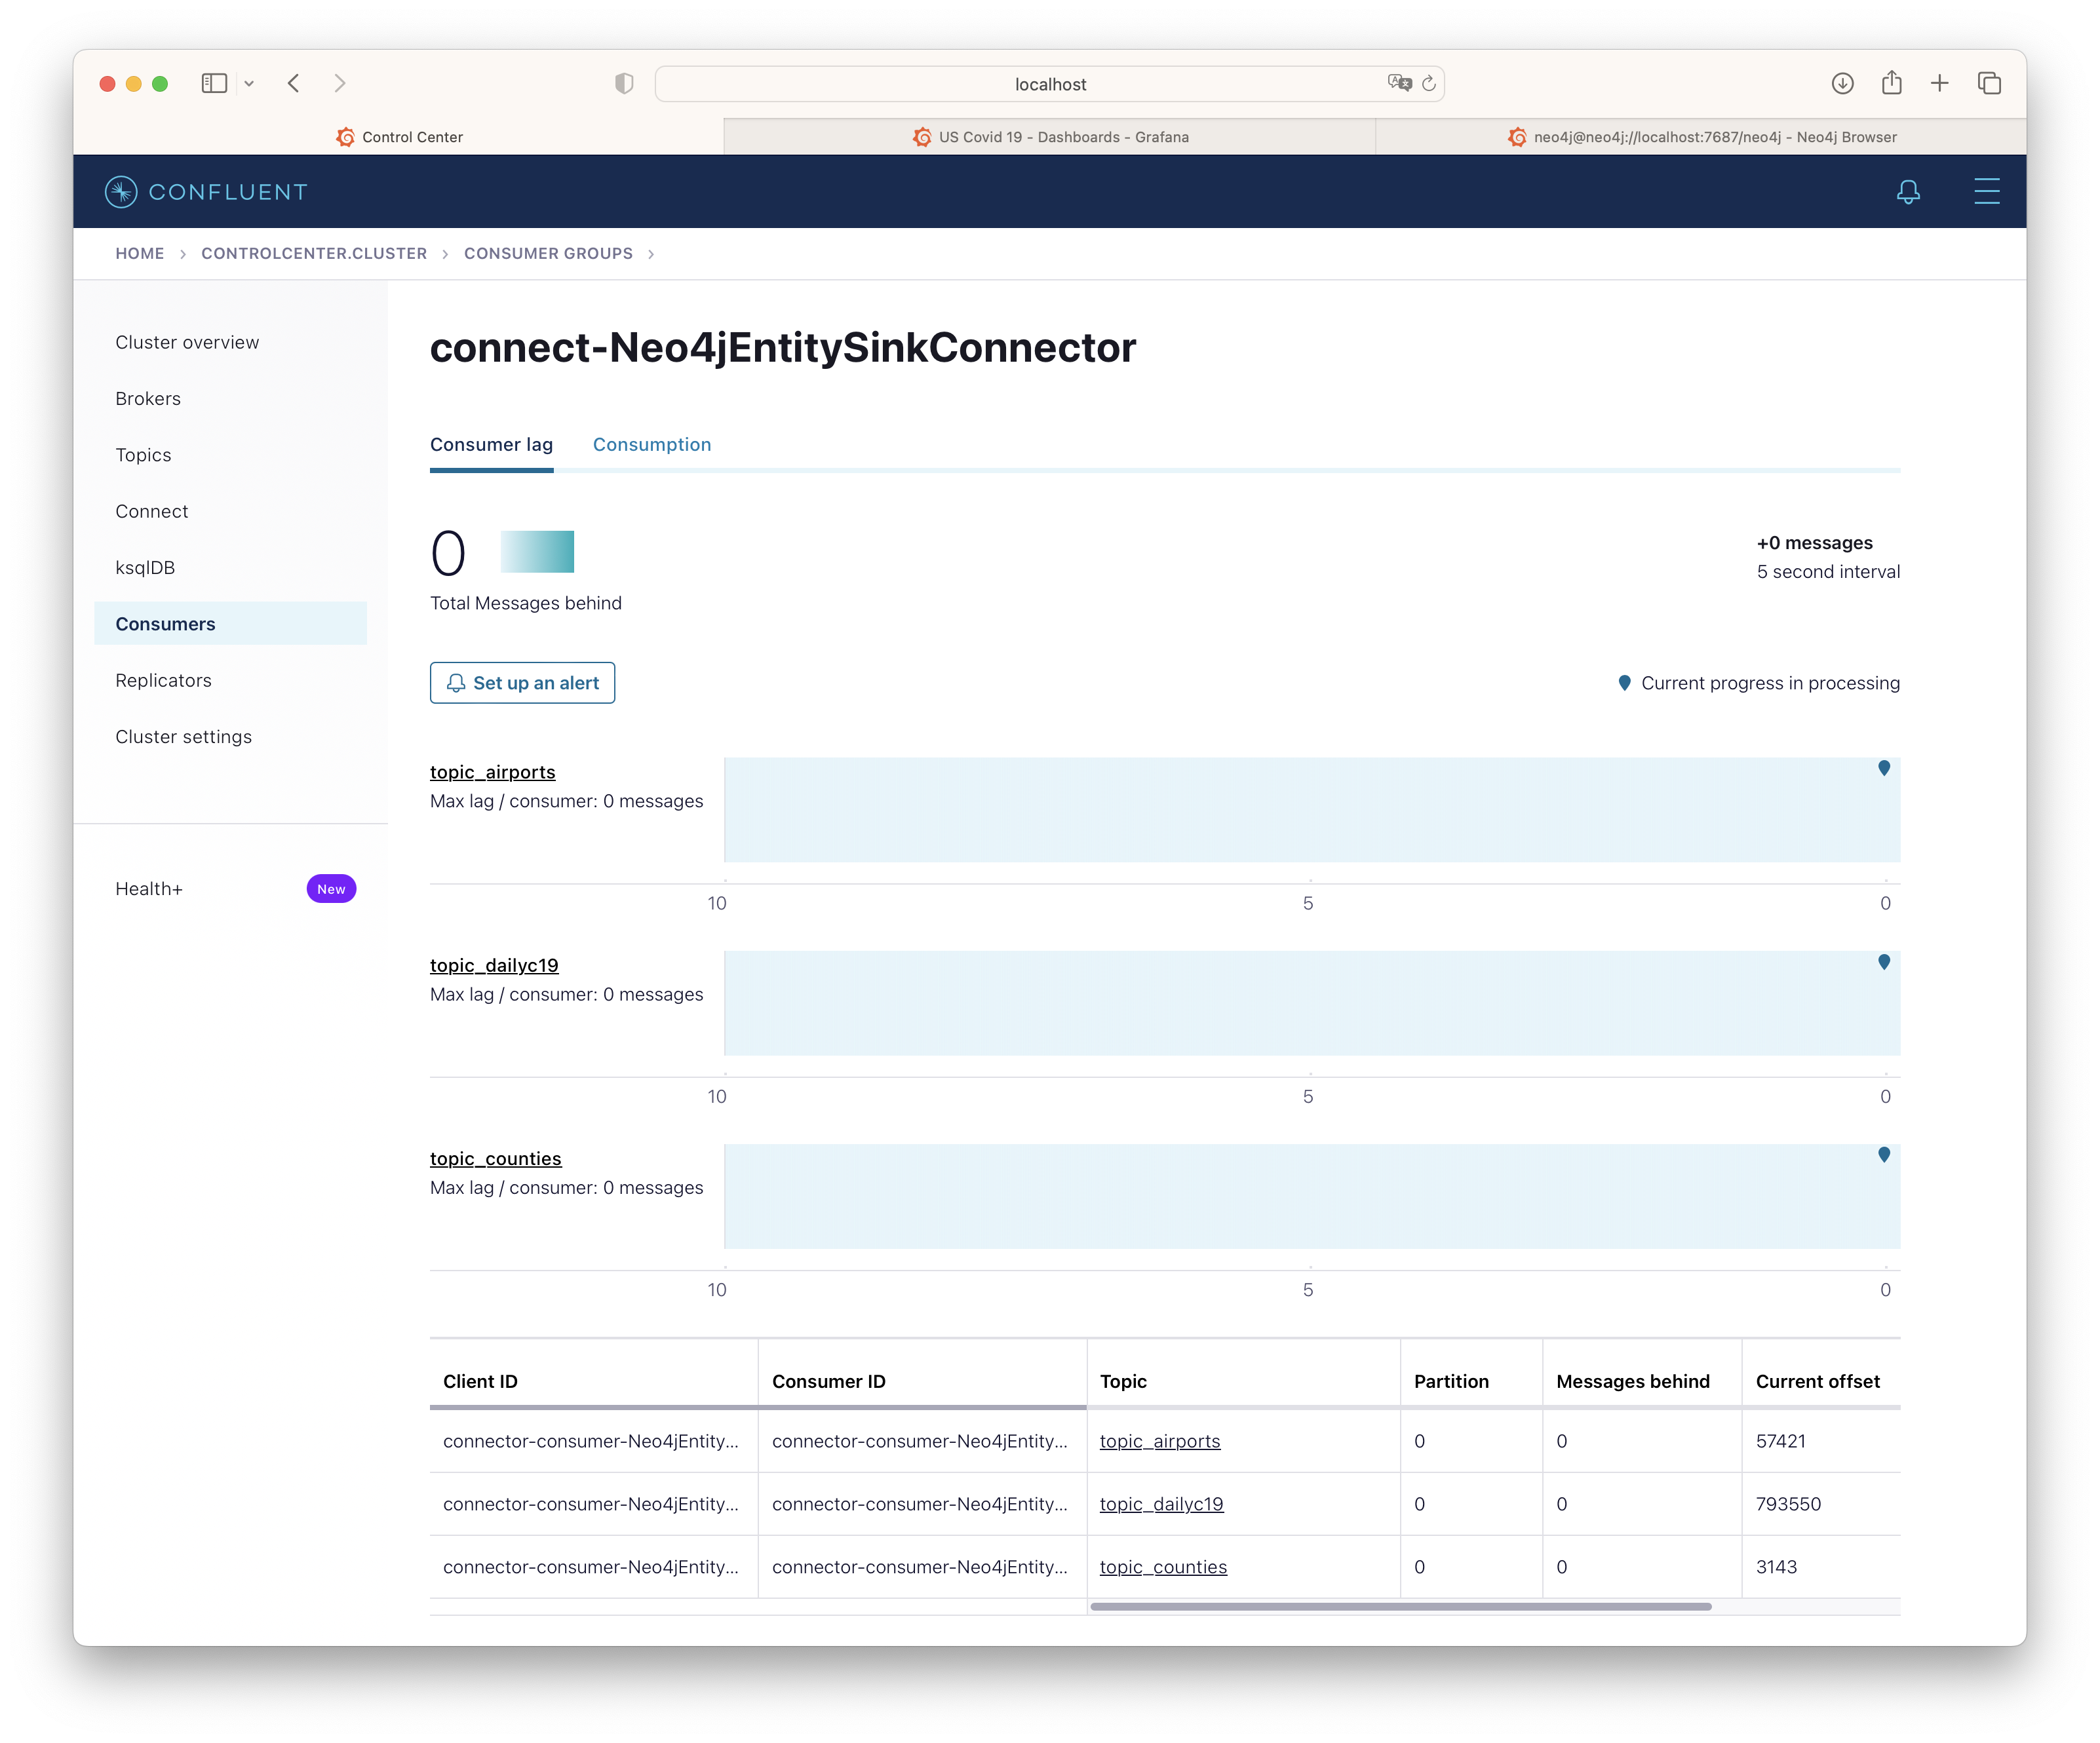 localhost
Control Center
US Covid 19 - Dashboards - Grafana
neo4j@neo4j://localhost:7687/neo4j - Neo4j Browser
CONFLUENT
HOME > CONTROLCENTER.CLUSTER > CONSUMER GROUPS >
Cluster overview
Brokers
Topics
Connect
ksqlDB
Consumers
Replicators
Cluster settings
Health+ New
connect-Neo4jEntitySinkConnector
Consumer lag Consumption
0
Total Messages behind
+0 messages
5 second interval
Set up an alert
Current progress in processing
topic_airports
Max lag / consumer: 0 messages
10 5 0
topic_dailyc19
Max lag / consumer: 0 messages
10 5 0
topic_counties
Max lag / consumer: 0 messages
10 5 0
Client ID Consumer ID Topic Partition Messages behind Current offset
connector-consumer-Neo4jEntity... connector-consumer-Neo4jEntity... topic_airports 0 0 57421
connector-consumer-Neo4jEntity... connector-consumer-Neo4jEntity... topic_dailyc19 0 0 793550
connector-consumer-Neo4jEntity... connector-consumer-Neo4jEntity... topic_counties 0 0 3143